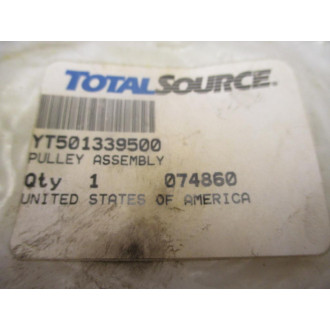 TOTALSOURCE.
YT501339500
PULLEY ASSEMBLY
Qty 1 074860
UNITED STATES OF AMERICA